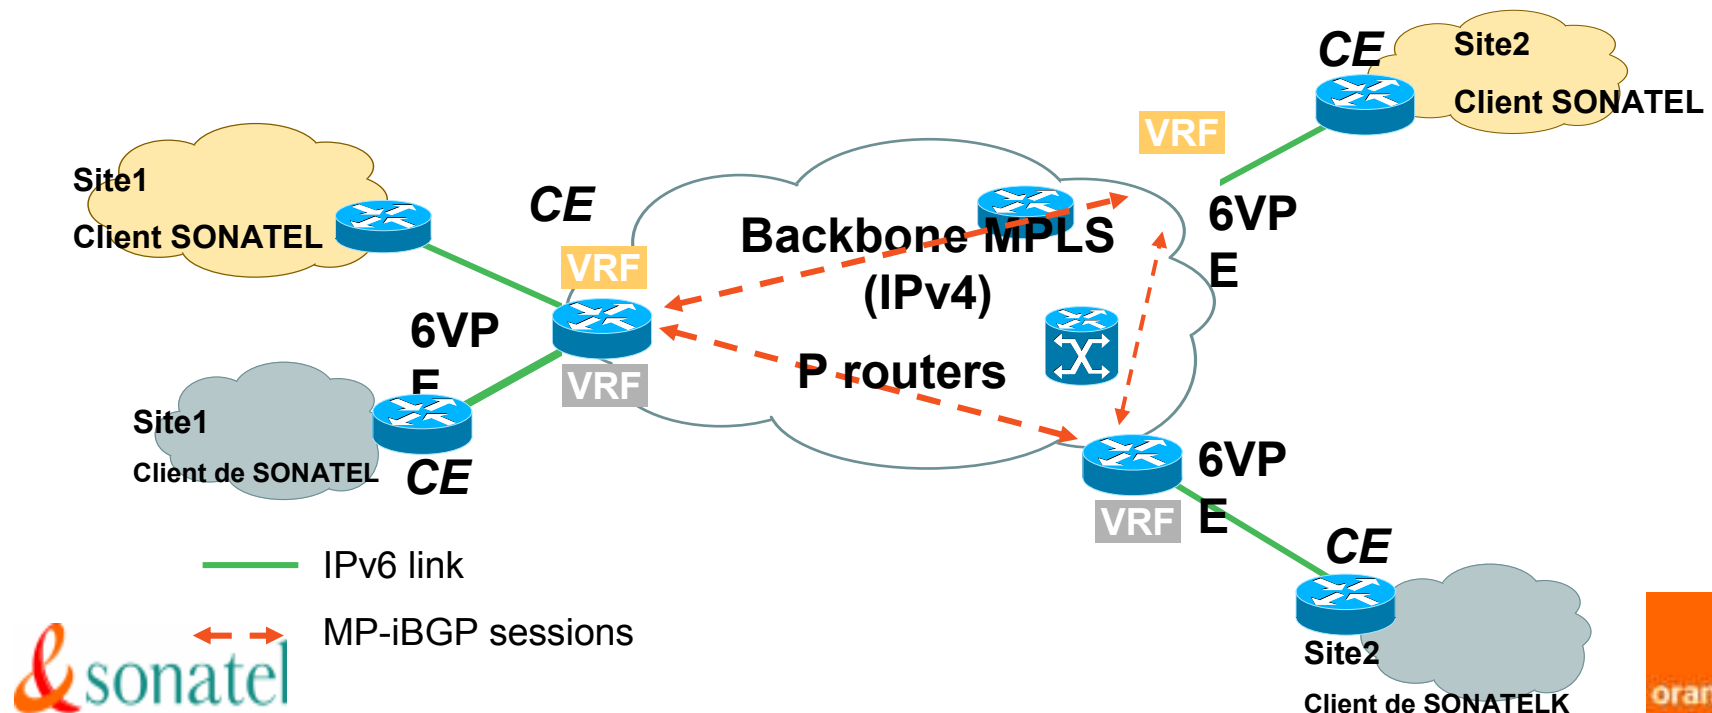 CE
Site2
Client SONATEL
VRF
Site1
Client SONATEL
CE
VRF
Backbone MPLS
(IPv4)
6VP
E
6VP
E
VRF
P routers
Site1
Client de SONATEL
CE
6VP
E
VRF
CE
IPv6 link
MP-iBGP sessions
Site2
Client de SONATELK
&sonatel
oran